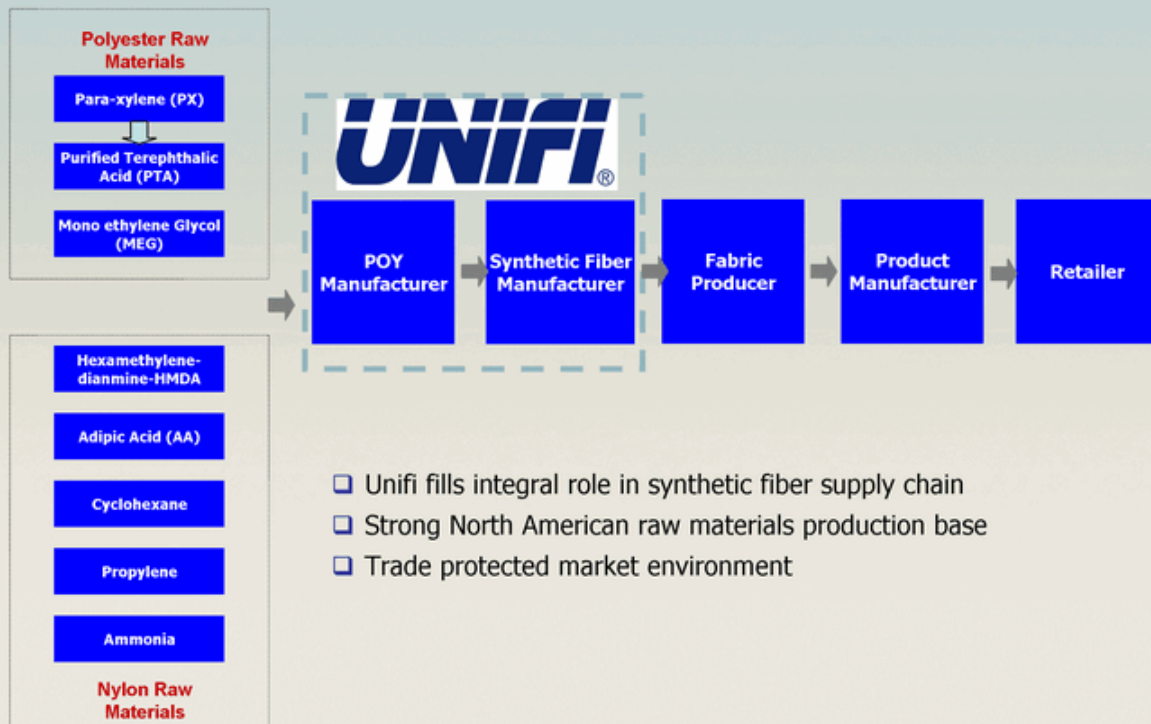 Polyester Raw
Materials
Para-xylene (PX)
Purified Terephthalic
Acid (PTA)
Mono ethylene Glycol
(MEG)
Hexamethylene-
dianmine-HMDA
Adipic Acid (AA)
Cyclohexane
Propylene
Ammonia
Nylon Raw
Materials
UNIFI®
POY
Manufacturer
Synthetic Fiber
Manufacturer
Fabric
Producer
Product
Manufacturer
Retailer
Unifi fills integral role in synthetic fiber supply chain
Strong North American raw materials production base
Trade protected market environment